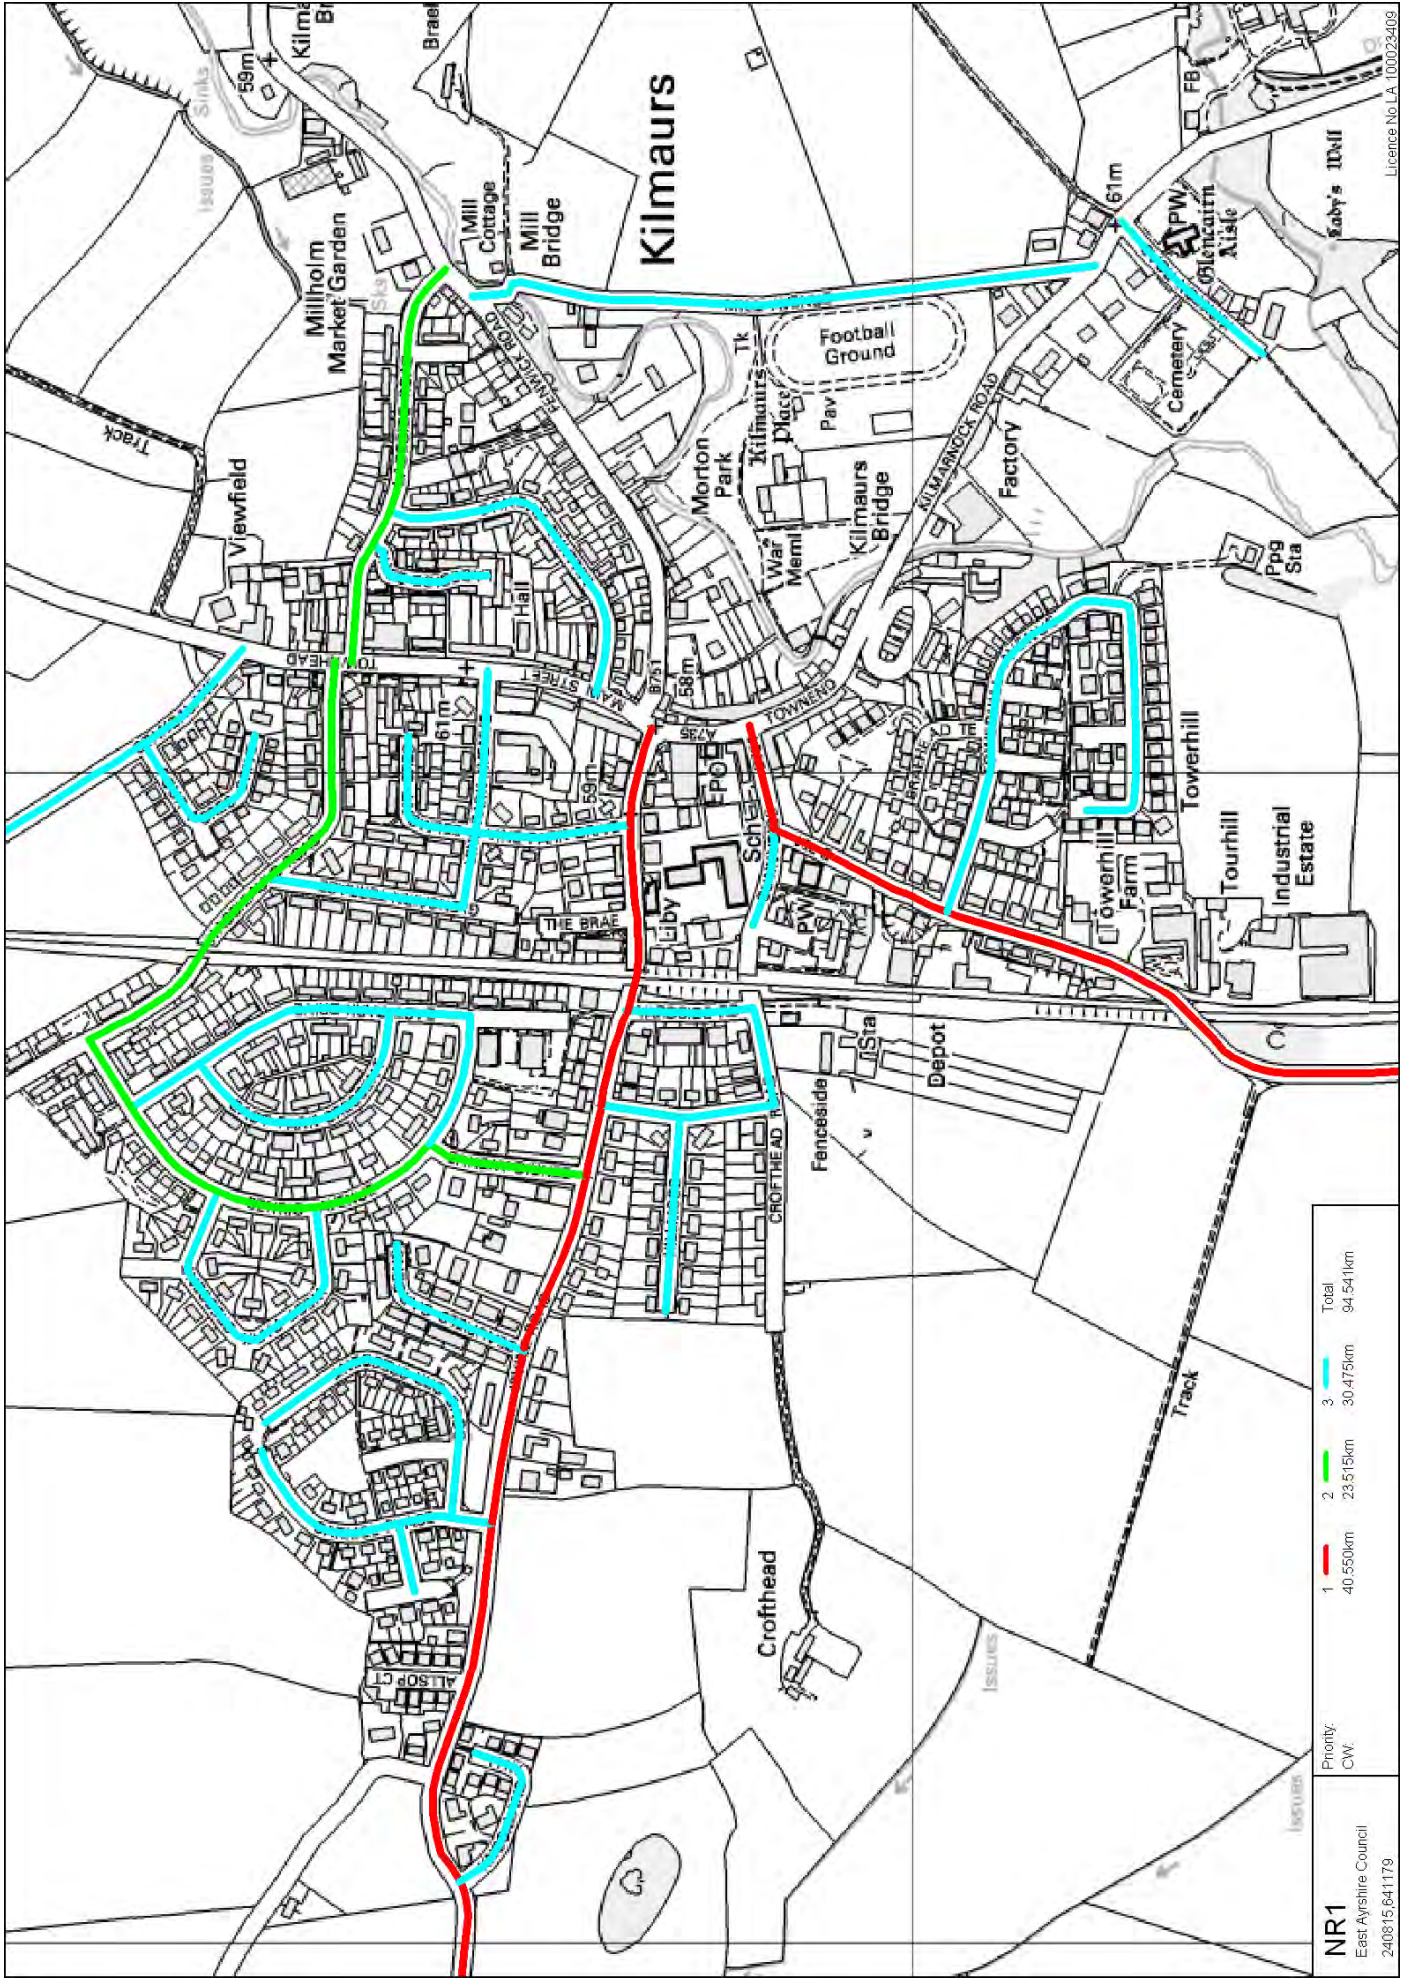 Kilmaurs
59m
Sinks
Issues
Millholm
Market Garden
Mill
Cottage
Mill
Bridge
Track
Viewfield
FENWICK ROAD
Hall
MAIN STREET
B751
58m
61m
59m
A735
TOWNEND
Morton
Park
Kilmaurs
Place
Tk
Pav
Football
Ground
War
Meml
Kilmaurs
Bridge
KILMARNOCK ROAD
Factory
Cemetery
PW
Glencairn
Aisle
61m
FB
Lady's Well
Ppg
Sta
Towerhill
Towerhill
Farm
Tourhill
Industrial
Estate
PO
Sch
Liby
THE BRAE
PW
Sta
Depot
Fenceside
CROFTHEAD
Crofthead
Track
ALLSOP CT
Issues
Issues
NR1
East Ayrshire Council
240815,641179
Priority: 1 2 3 Total
CW: 40.550km 23.515km 30.475km 94.541km
Licence No LA 100023409